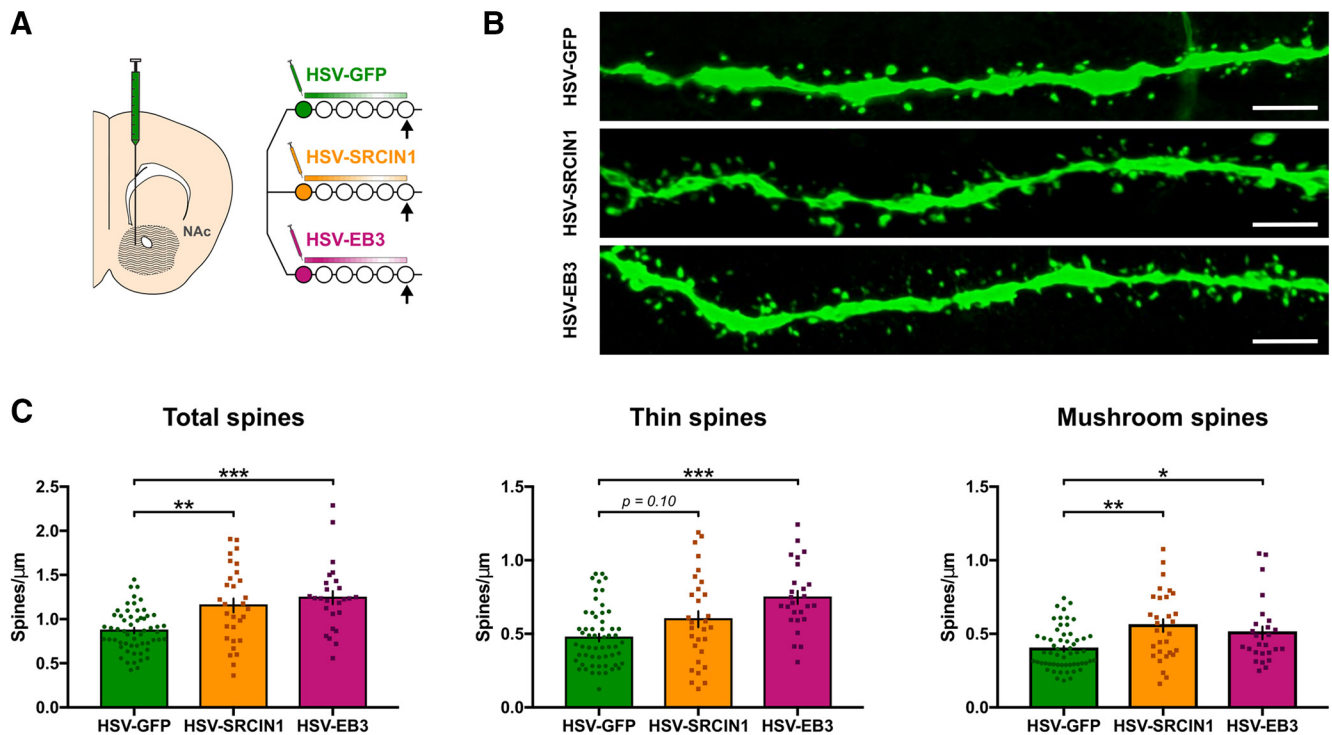 A
HSV-GFP
HSV-SRCIN1
HSV-EB3
NAc
B
HSV-GFP
HSV-SRCIN1
HSV-EB3
C
Total spines
***
**
Spines/μm
2.5
2.0
1.5
1.0
0.5
0.0
HSV-GFP HSV-SRCIN1 HSV-EB3
Thin spines
***
p = 0.10
Spines/μm
1.5
1.0
0.5
0.0
HSV-GFP HSV-SRCIN1 HSV-EB3
Mushroom spines
*
**
Spines/μm
1.5
1.0
0.5
0.0
HSV-GFP HSV-SRCIN1 HSV-EB3